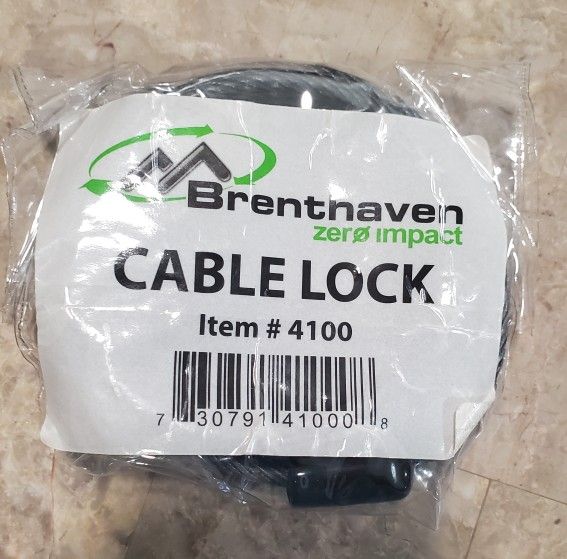 Brenthaven
zerø impact
CABLE LOCK
Item # 4100
7 30791 41000 8